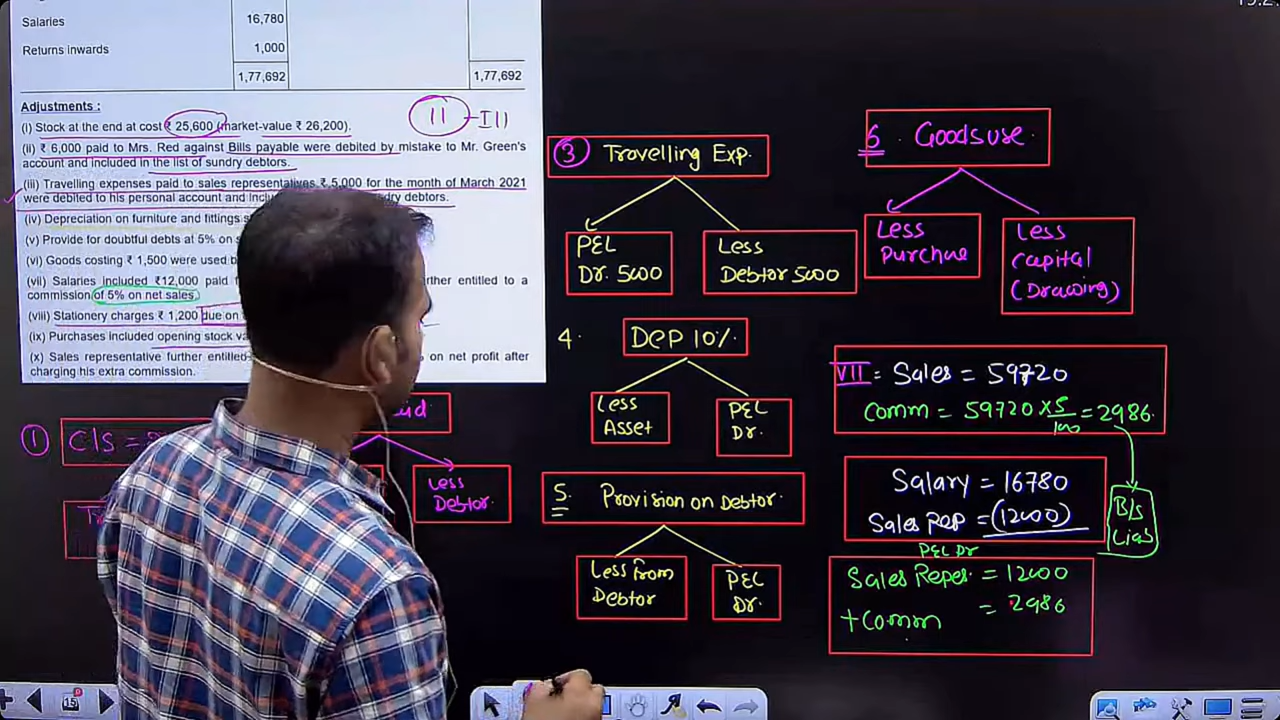 Salaries 16,780
Returns inwards 1,000
1,77,692 1,77,692
Adjustments :
(i) Stock at the end at cost ₹ 25,600 (market-value ₹ 26,200).
(ii) ₹ 6,000 paid to Mrs. Red against Bills payable were debited by mistake to Mr. Green's
account and included in the list of sundry debtors.
(iii) Travelling expenses paid to sales representatives ₹ 5,000 for the month of March 2021
were debited to his personal account and debtors.
(iv) Depreciation on furniture and fittings
(v) Provide for doubtful debts at 5% on
(vi) Goods costing ₹ 1,500 were used
(vii) Salaries included ₹12,000 paid further entitled to a
commission of 5% on net sales
(viii) Stationery charges ₹ 1,200 due on
(ix) Purchases included opening stock
(x) Sales representative further entitled on net profit after
charging his extra commission.
11 - III
1 C/S =
Less
Debtor.
3 Travelling Exp.
P&L
Dr. 5000
Less
Debtor 5000
4. Dep 10%
Less
Asset
P&L
Dr.
5. Provision on Debtor
Less from
Debtor
P&L
Dr.
6. Goods use
Less
Purchase
Less
Capital
(Drawing)
VII = Sales = 59720
Comm = 59720 × 5/100 = 2986
Salary = 16780
Sales Rep = (12000)
P&L Dr
B/S
Liab
Sales Repes. = 12000
+ Comm = 2986
15